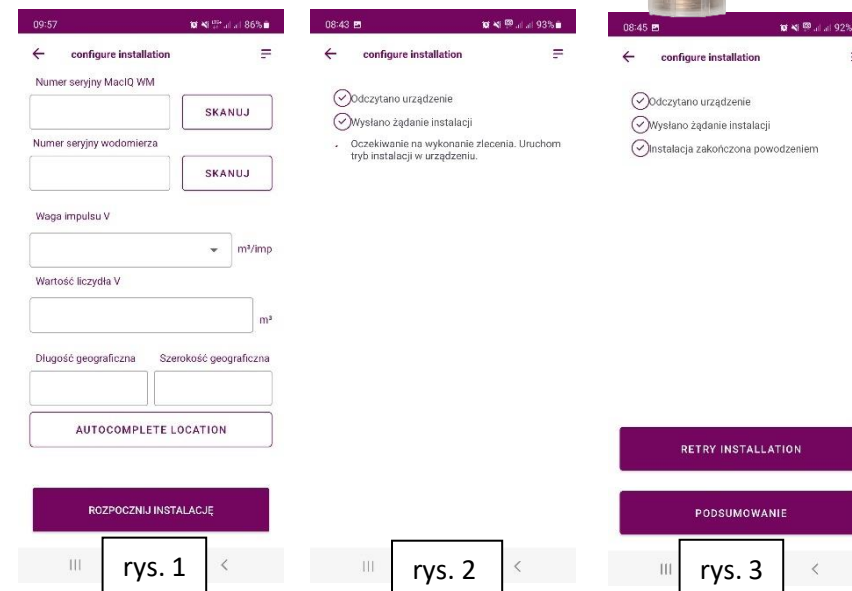 09:57
86%
configure installation
Numer seryjny MacIQ WM
SKANUJ
Numer seryjny wodomierza
SKANUJ
Waga impulsu V
m³/imp
Wartość liczydła V
m³
Długość geograficzna
Szerokość geograficzna
AUTOCOMPLETE LOCATION
ROZPOCZNIJ INSTALACJĘ
rys. 1
08:43
93%
configure installation
Odczytano urządzenie
Wysłano żądanie instalacji
Oczekiwanie na wykonanie zlecenia. Uruchom
tryb instalacji w urządzeniu.
rys. 2
08:45
92%
configure installation
Odczytano urządzenie
Wysłano żądanie instalacji
Instalacja zakończona powodzeniem
RETRY INSTALLATION
PODSUMOWANIE
rys. 3